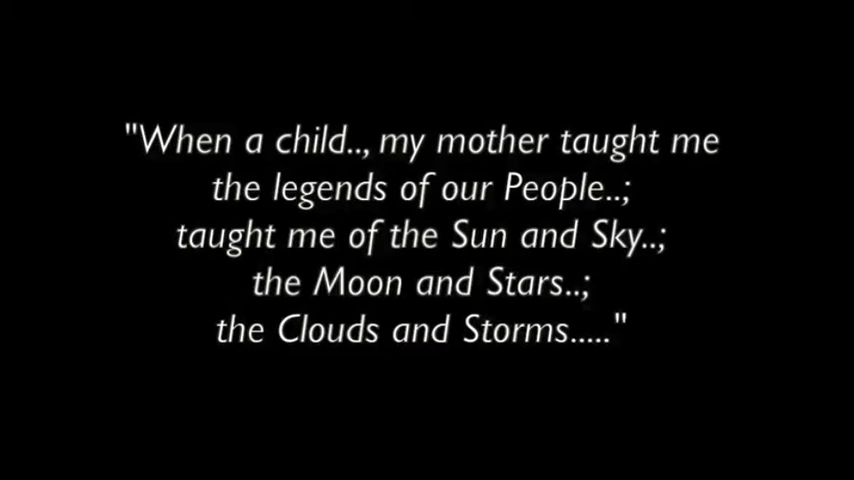 "When a child.., my mother taught me
the legends of our People..;
taught me of the Sun and Sky..;
the Moon and Stars..;
the Clouds and Storms....."